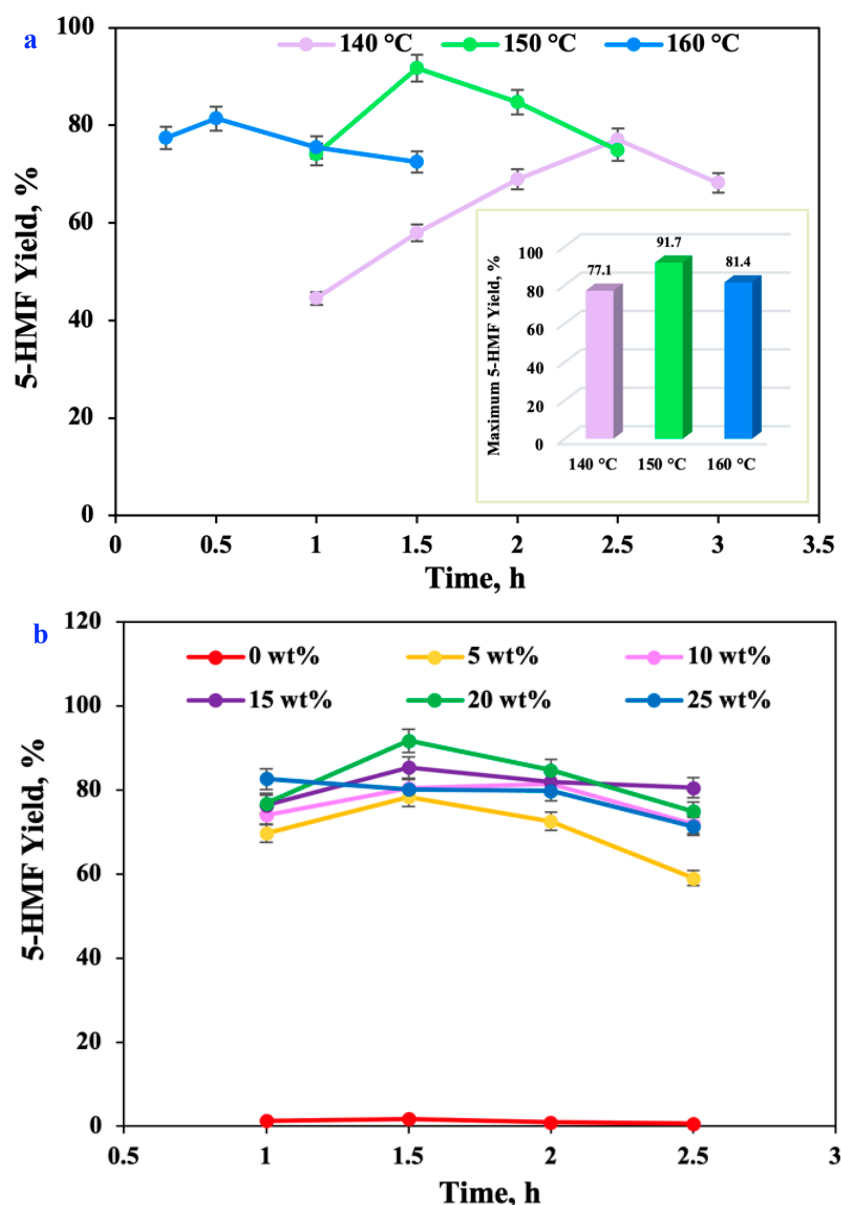 a
100
80
60
40
20
0
5-HMF Yield, %
140 °C 150 °C 160 °C
0 0.5 1 1.5 2 2.5 3 3.5
Time, h
Maximum 5-HMF Yield, %
100
80
60
40
20
0
77.1 91.7 81.4
140 °C 150 °C 160 °C
b
120
100
80
60
40
20
0
5-HMF Yield, %
0 wt% 5 wt% 10 wt%
15 wt% 20 wt% 25 wt%
0.5 1 1.5 2 2.5 3
Time, h